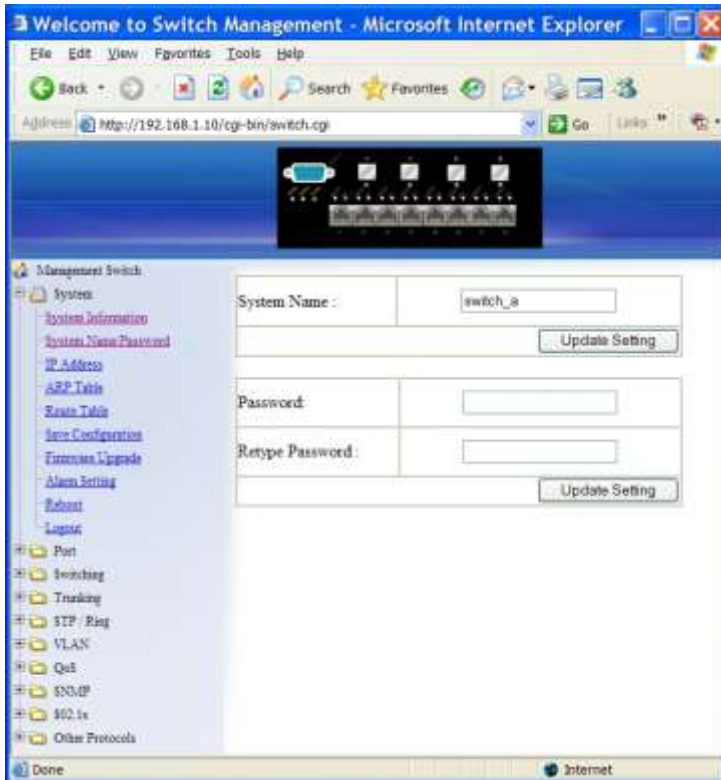 Welcome to Switch Management - Microsoft Internet Explorer
File Edit View Favorites Tools Help
Back Search Favorites
Address http://192.168.1.10/cgi-bin/switch.cgi Go Links »
Management Switch
System
System Information
System Name/Password
IP Address
ARP Table
Route Table
Save Configuration
Firmware Upgrade
Alarm Setting
Reboot
Logout
Port
Switching
Trunking
STP / Ring
VLAN
QoS
SNMP
802.1x
Other Protocols
System Name : switch_a
Update Setting
Password:
Retype Password :
Update Setting
Done Internet